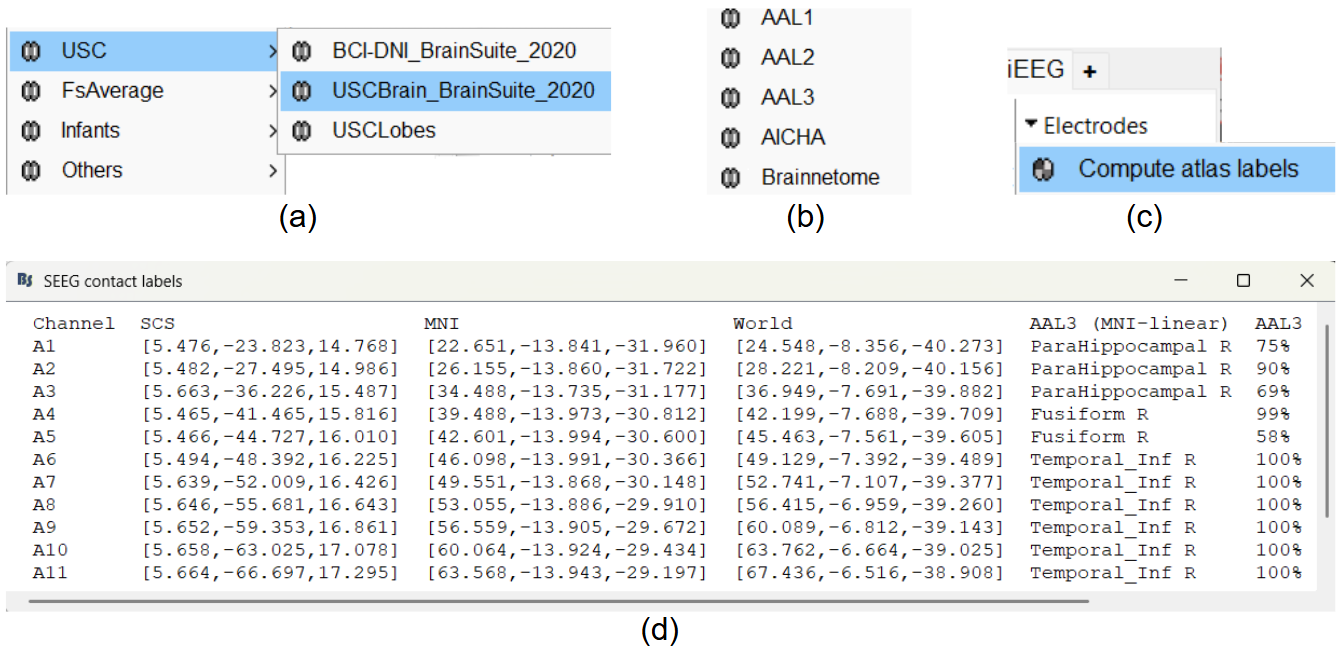 USC > BCI-DNI_BrainSuite_2020
FsAverage > USCBrain_BrainSuite_2020
Infants > USCLobes
Others >
(a)
AAL1
AAL2
AAL3
AICHA
Brainnetome
(b)
iEEG +
Electrodes
Compute atlas labels
(c)
Bs SEEG contact labels
Channel SCS MNI World AAL3 (MNI-linear) AAL3
A1 [5.476,-23.823,14.768] [22.651,-13.841,-31.960] [24.548,-8.356,-40.273] ParaHippocampal R 75%
A2 [5.482,-27.495,14.986] [26.155,-13.860,-31.722] [28.221,-8.209,-40.156] ParaHippocampal R 90%
A3 [5.663,-36.226,15.487] [34.488,-13.735,-31.177] [36.949,-7.691,-39.882] ParaHippocampal R 69%
A4 [5.465,-41.465,15.816] [39.488,-13.973,-30.812] [42.199,-7.688,-39.709] Fusiform R 99%
A5 [5.466,-44.727,16.010] [42.601,-13.994,-30.600] [45.463,-7.561,-39.605] Fusiform R 58%
A6 [5.494,-48.392,16.225] [46.098,-13.991,-30.366] [49.129,-7.392,-39.489] Temporal_Inf R 100%
A7 [5.639,-52.009,16.426] [49.551,-13.868,-30.148] [52.741,-7.107,-39.377] Temporal_Inf R 100%
A8 [5.646,-55.681,16.643] [53.055,-13.886,-29.910] [56.415,-6.959,-39.260] Temporal_Inf R 100%
A9 [5.652,-59.353,16.861] [56.559,-13.905,-29.672] [60.089,-6.812,-39.143] Temporal_Inf R 100%
A10 [5.658,-63.025,17.078] [60.064,-13.924,-29.434] [63.762,-6.664,-39.025] Temporal_Inf R 100%
A11 [5.664,-66.697,17.295] [63.568,-13.943,-29.197] [67.436,-6.516,-38.908] Temporal_Inf R 100%
(d)